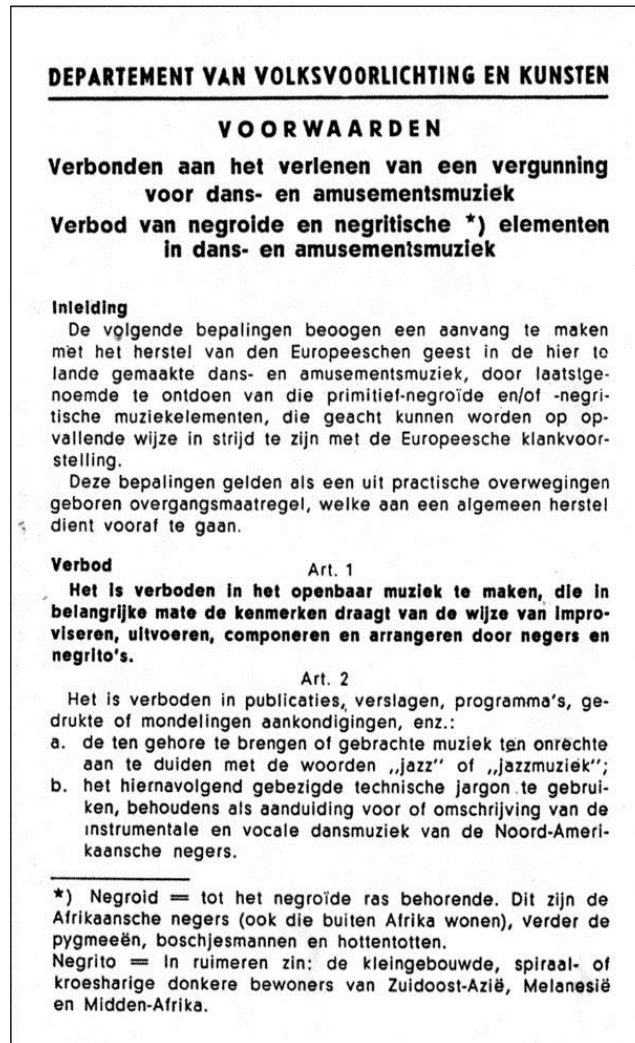 DEPARTEMENT VAN VOLKSVOORLICHTING EN KUNSTEN
VOORWAARDEN
Verbonden aan het verlenen van een vergunning
voor dans- en amusementsmuziek
Verbod van negroide en negritische *) elementen
in dans- en amusementsmuziek
Inleiding
De volgende bepalingen beoogen een aanvang te maken
met het herstel van den Europeeschen geest in de hier te
lande gemaakte dans- en amusementsmuziek, door laatstge-
noemde te ontdoen van die primitief-negroïde en/of -negri-
tische muziekelementen, die geacht kunnen worden op op-
vallende wijze in strijd te zijn met de Europeesche klankvoor-
stelling.
Deze bepalingen gelden als een uit practische overwegingen
geboren overgangsmaatregel, welke aan een algemeen herstel
dient vooraf te gaan.
Verbod Art. 1
Het is verboden in het openbaar muziek te maken, die in
belangrijke mate de kenmerken draagt van de wijze van impro-
viseren, uitvoeren, componeren en arrangeren door negers en
negrito's.
Art. 2
Het is verboden in publicaties, verslagen, programma's, ge-
drukte of mondelingen aankondigingen, enz.:
a. de ten gehore te brengen of gebrachte muziek ten onrechte
aan te duiden met de woorden „jazz" of „jazzmuziek";
b. het hiernavolgend gebezigde technische jargon te gebrui-
ken, behoudens als aanduiding voor of omschrijving van de
instrumentale en vocale dansmuziek van de Noord-Ameri-
kaansche negers.
*) Negroid = tot het negroïde ras behorende. Dit zijn de
Afrikaansche negers (ook die buiten Afrika wonen), verder de
pygmeeën, boschjesmannen en hottentotten.
Negrito = In ruimeren zin: de kleingebouwde, spiraal- of
kroesharige donkere bewoners van Zuidoost-Azië, Melanesië
en Midden-Afrika.